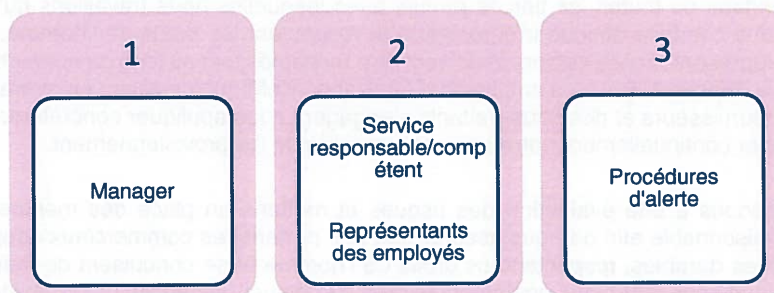 1
Manager
2
Service
responsable/comp
étent
Représentants
des employés
3
Procédures
d'alerte